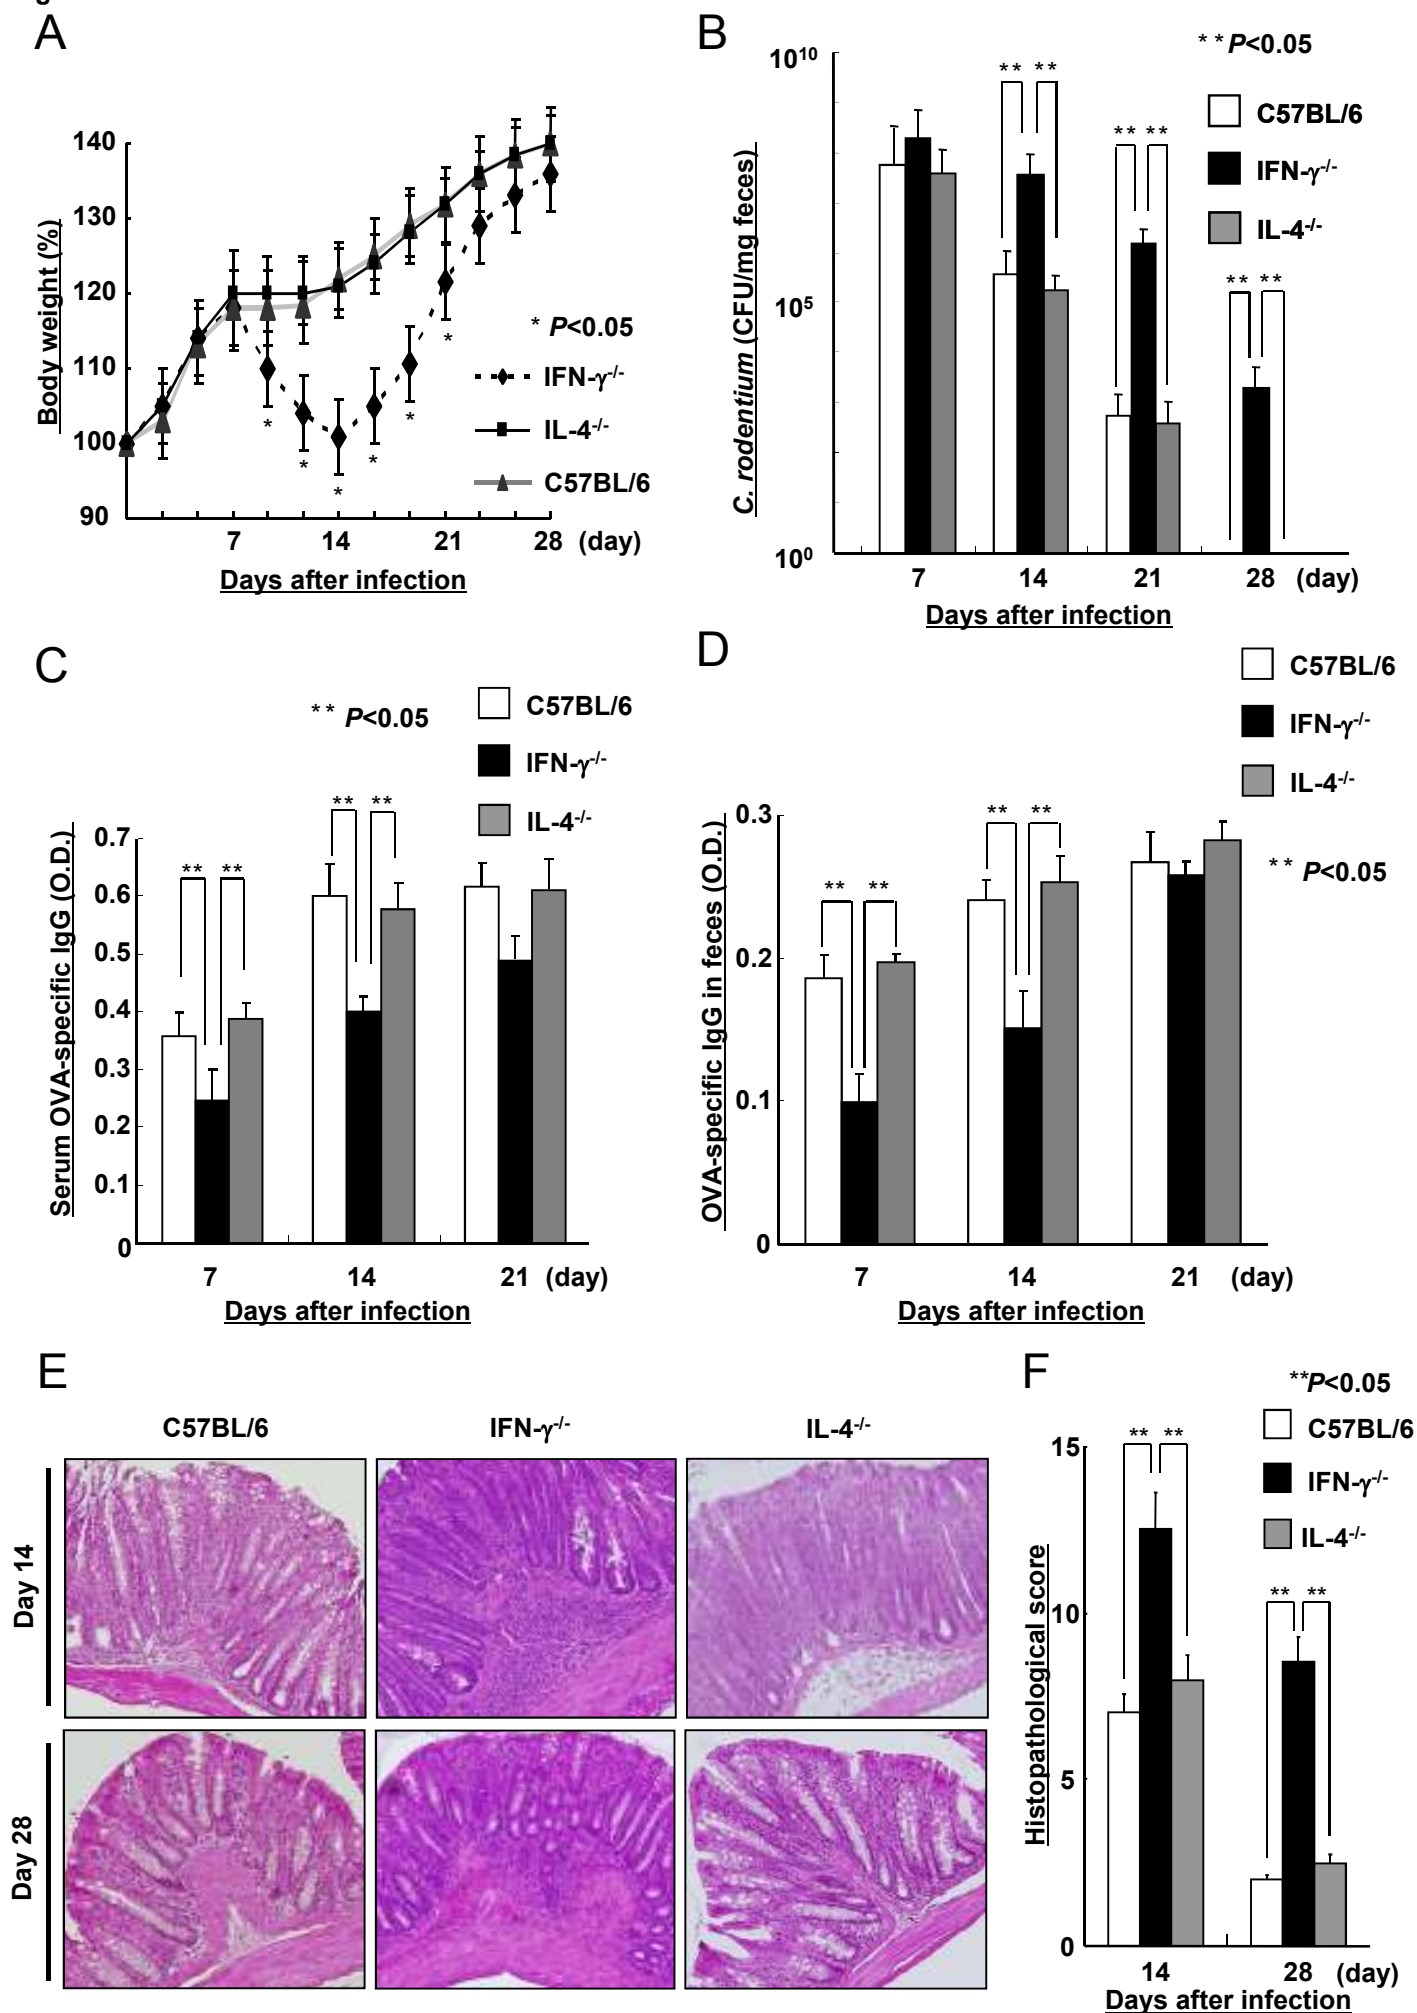 A
140
130
120
110
100
90
Body weight (%)
* P<0.05
IFN-γ-/-
IL-4-/-
C57BL/6
* * * * * * *
7 14 21 28 (day)
Days after infection
B
** P<0.05
C57BL/6
IFN-γ-/-
IL-4-/-
10^10
10^5
10^0
C. rodentium (CFU/mg feces)
** **
** **
** **
7 14 21 28 (day)
Days after infection
C
** P<0.05
C57BL/6
IFN-γ-/-
IL-4-/-
0.7
0.6
0.5
0.4
0.3
0.2
0.1
0
Serum OVA-specific IgG (O.D.)
** **
** **
7 14 21 (day)
Days after infection
D
C57BL/6
IFN-γ-/-
IL-4-/-
** P<0.05
0.3
0.2
0.1
0
OVA-specific IgG in feces (O.D.)
** **
** **
7 14 21 (day)
Days after infection
E
C57BL/6 IFN-γ-/- IL-4-/-
Day 14
Day 28
F
**P<0.05
C57BL/6
IFN-γ-/-
IL-4-/-
15
10
5
0
Histopathological score
** **
** **
14 28 (day)
Days after infection